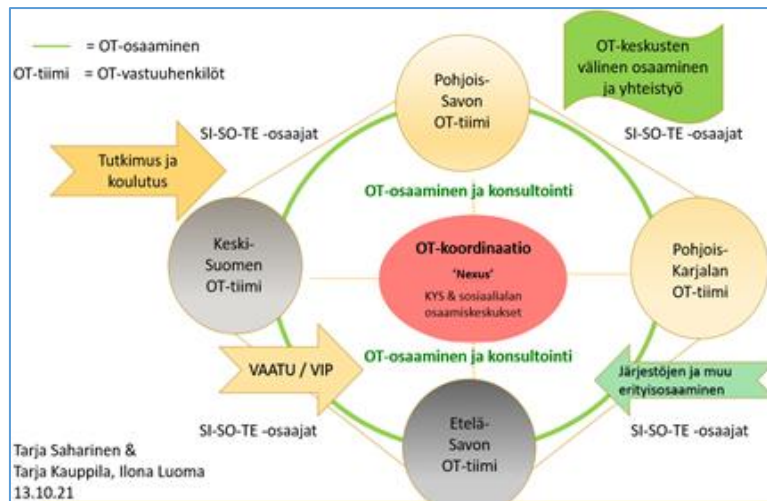 = OT-osaaminen
OT-tiimi = OT-vastuuhenkilöt
Pohjois-
Savon
OT-tiimi
OT-keskusten
välinen osaaminen
ja yhteistyö
SI-SO-TE -osaajat
SI-SO-TE -osaajat
Tutkimus ja
koulutus
OT-osaaminen ja konsultointi
Keski-
Suomen
OT-tiimi
OT-koordinaatio
'Nexus'
KYS & sosiaalialan
osaamiskeskukset
Pohjois-
Karjalan
OT-tiimi
VAATU / VIP
OT-osaaminen ja konsultointi
Järjestöjen ja muu
erityisosaaminen
SI-SO-TE -osaajat
Etelä-
Savon
OT-tiimi
SI-SO-TE -osaajat
Tarja Saharinen &
Tarja Kauppila, Ilona Luoma
13.10.21